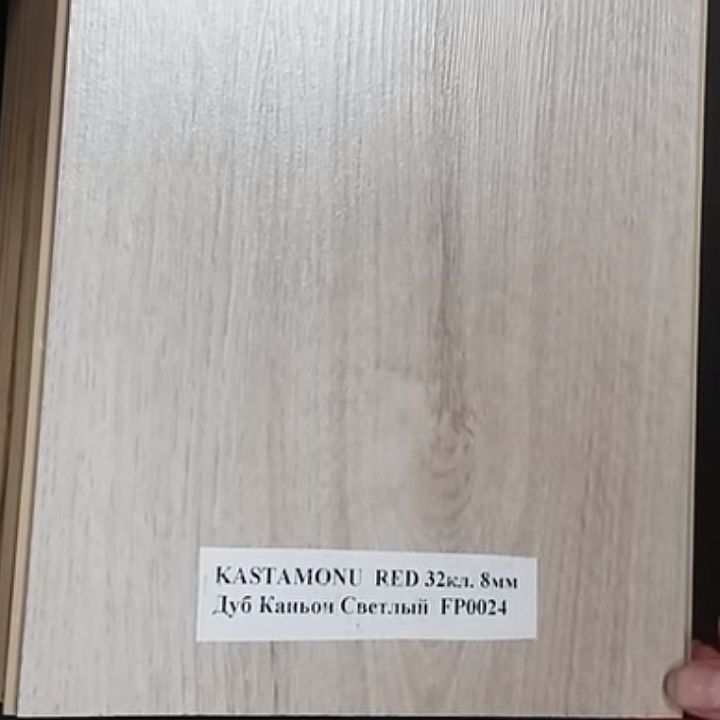 KASTAMONU RED 32кл. 8мм
Дуб Каньон Светлый FP0024